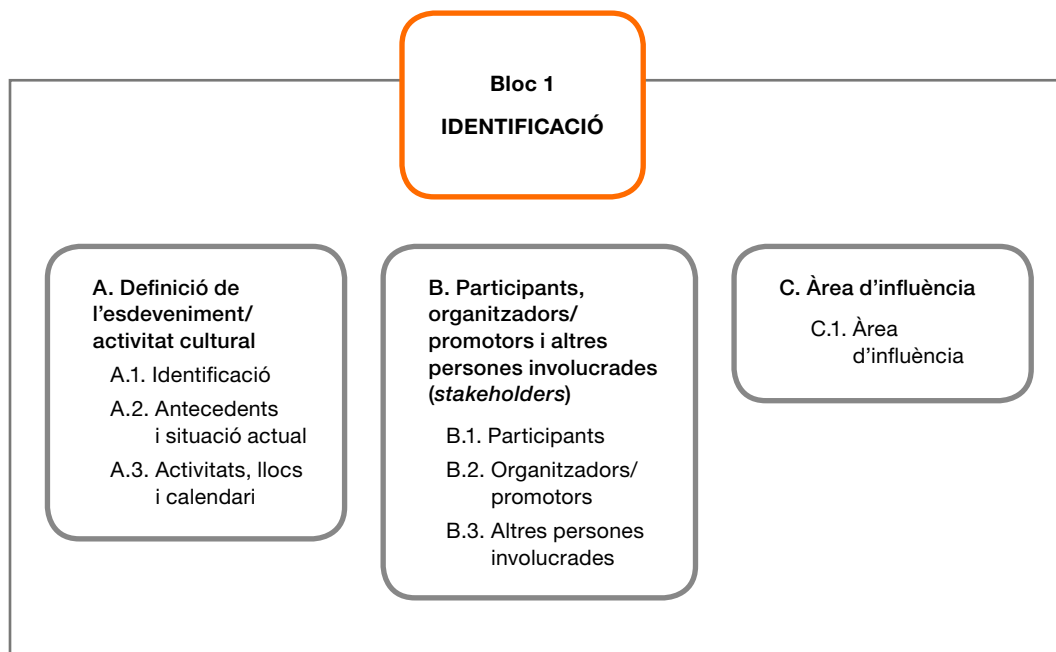 Bloc 1
IDENTIFICACIÓ
A. Definició de
l’esdeveniment/
activitat cultural
A.1. Identificació
A.2. Antecedents
i situació actual
A.3. Activitats, llocs
i calendari
B. Participants,
organitzadors/
promotors i altres
persones involucrades
(stakeholders)
B.1. Participants
B.2. Organitzadors/
promotors
B.3. Altres persones
involucrades
C. Àrea d’influència
C.1. Àrea
d’influència